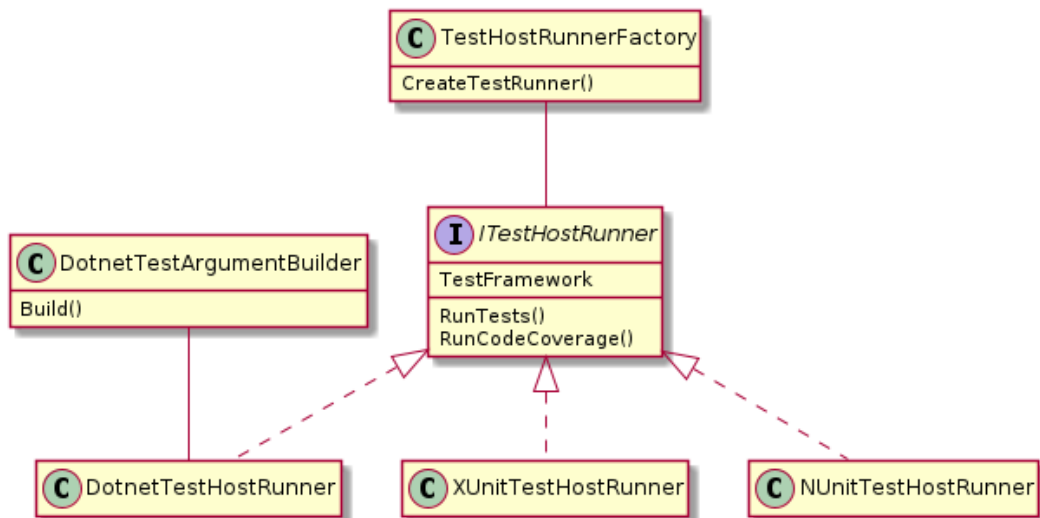 C TestHostRunnerFactory
CreateTestRunner()
I ITestHostRunner
TestFramework
RunTests()
RunCodeCoverage()
C DotnetTestArgumentBuilder
Build()
C DotnetTestHostRunner
C XUnitTestHostRunner
C NUnitTestHostRunner